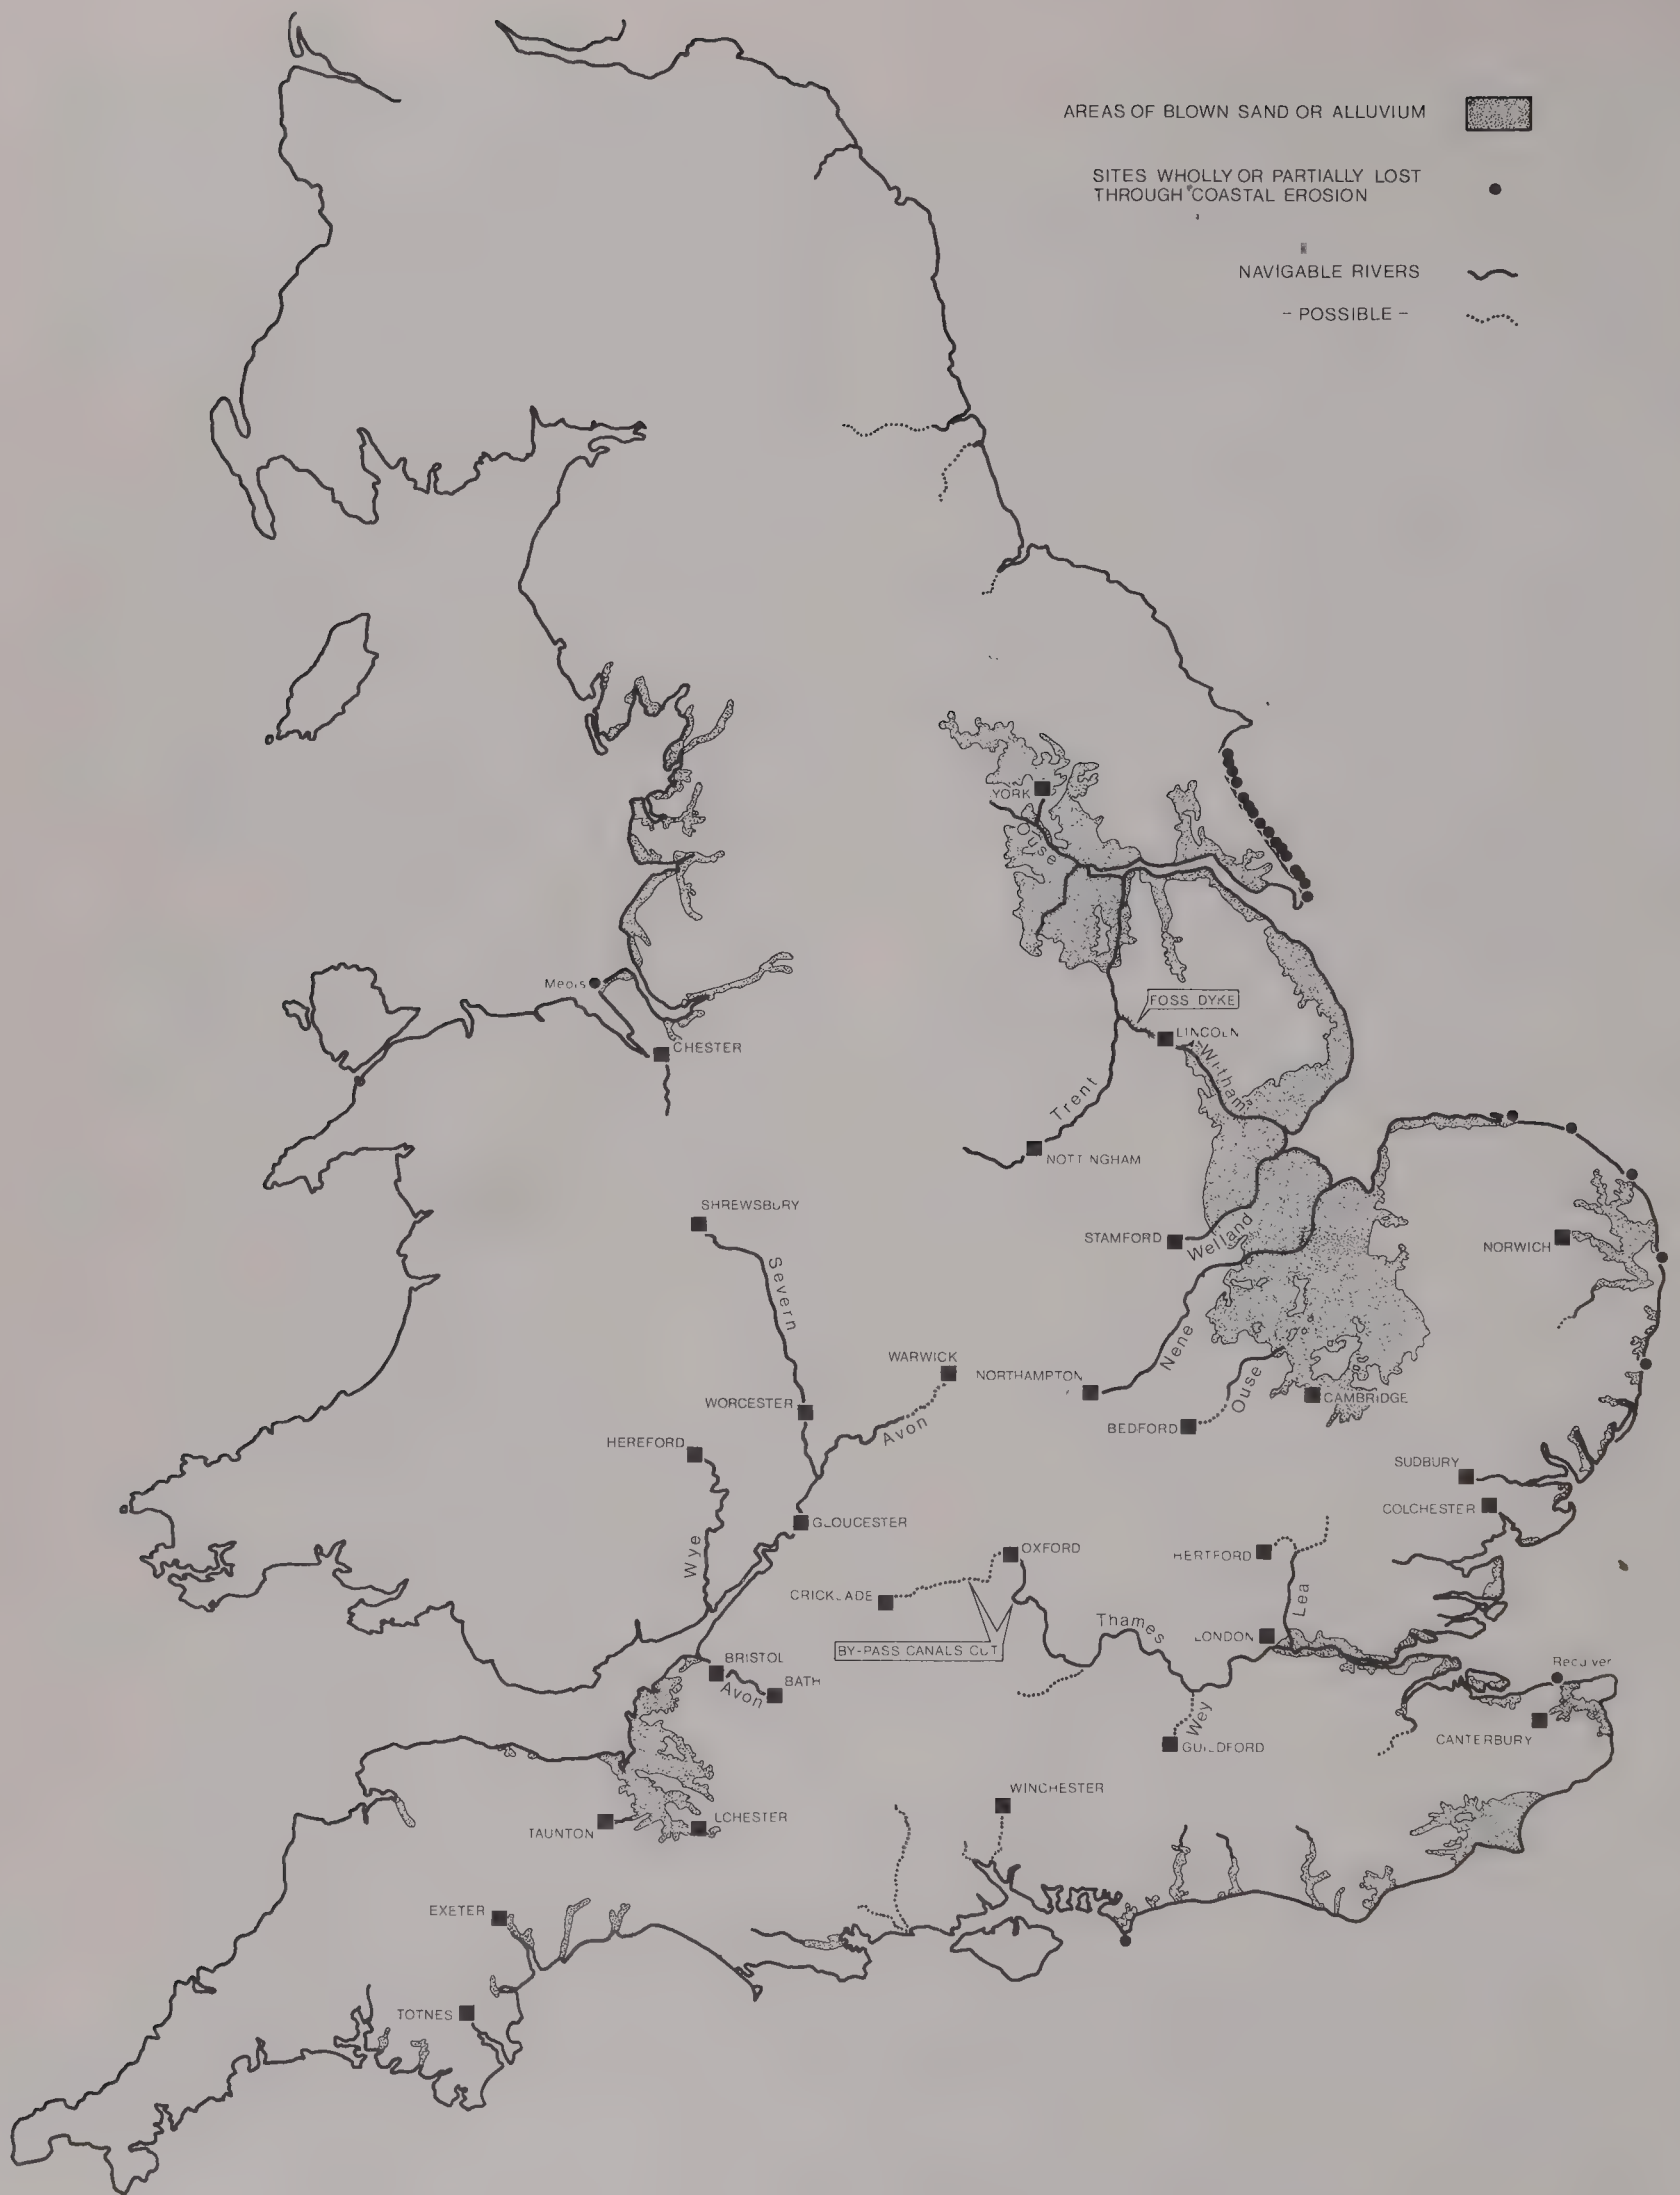 AREAS OF BLOWN SAND OR ALLUVIUM
SITES WHOLLY OR PARTIALLY LOST
THROUGH COASTAL EROSION
NAVIGABLE RIVERS
- POSSIBLE -
YORK
Ouse
Meols
CHESTER
FOSS DYKE
LINCOLN
Witham
Trent
NOTTINGHAM
SHREWSBURY
Severn
STAMFORD
Welland
NORWICH
Nene
WARWICK
NORTHAMPTON
Ouse
CAMBRIDGE
WORCESTER
Avon
BEDFORD
HEREFORD
SUDBURY
COLCHESTER
GLOUCESTER
Wye
OXFORD
HERTFORD
CRICKLADE
Lea
Thames
LONDON
BY-PASS CANALS CUT
BRISTOL
Avon
BATH
Reculver
Wey
GUILDFORD
CANTERBURY
WINCHESTER
TAUNTON
LCHESTER
EXETER
TOTNES